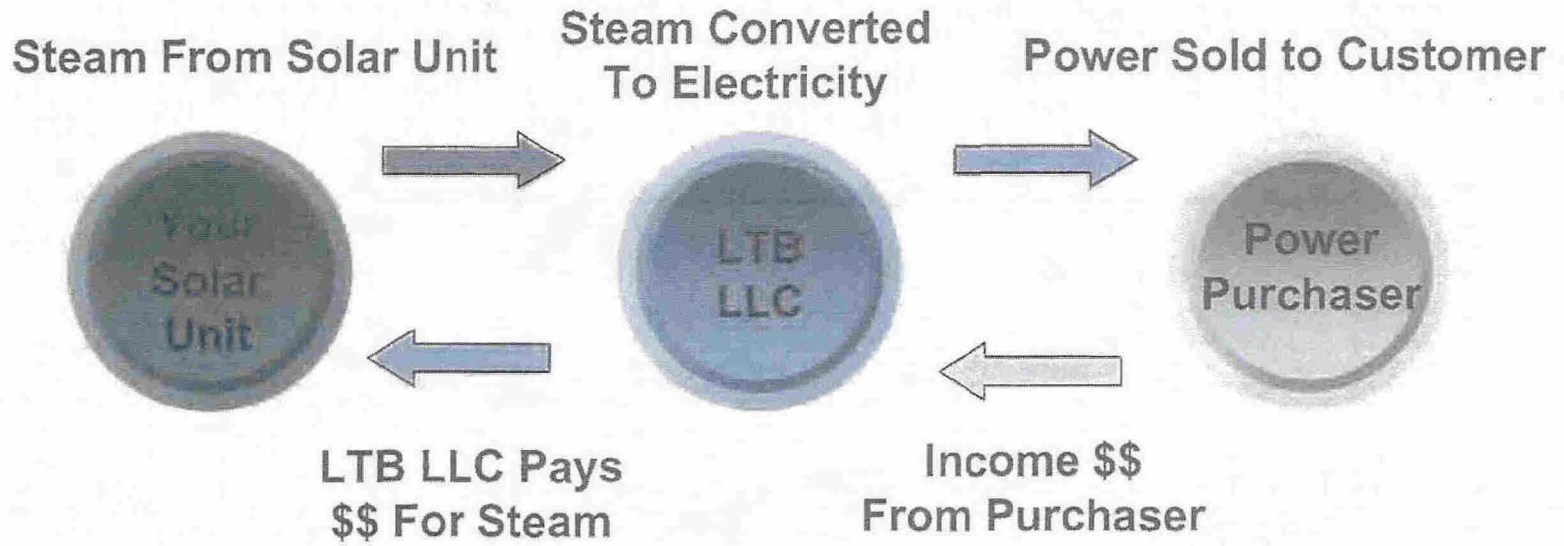 Steam From Solar Unit
Steam Converted
To Electricity
Power Sold to Customer
Your
Solar
Unit
LTB
LLC
Power
Purchaser
LTB LLC Pays
$$ For Steam
Income $$
From Purchaser